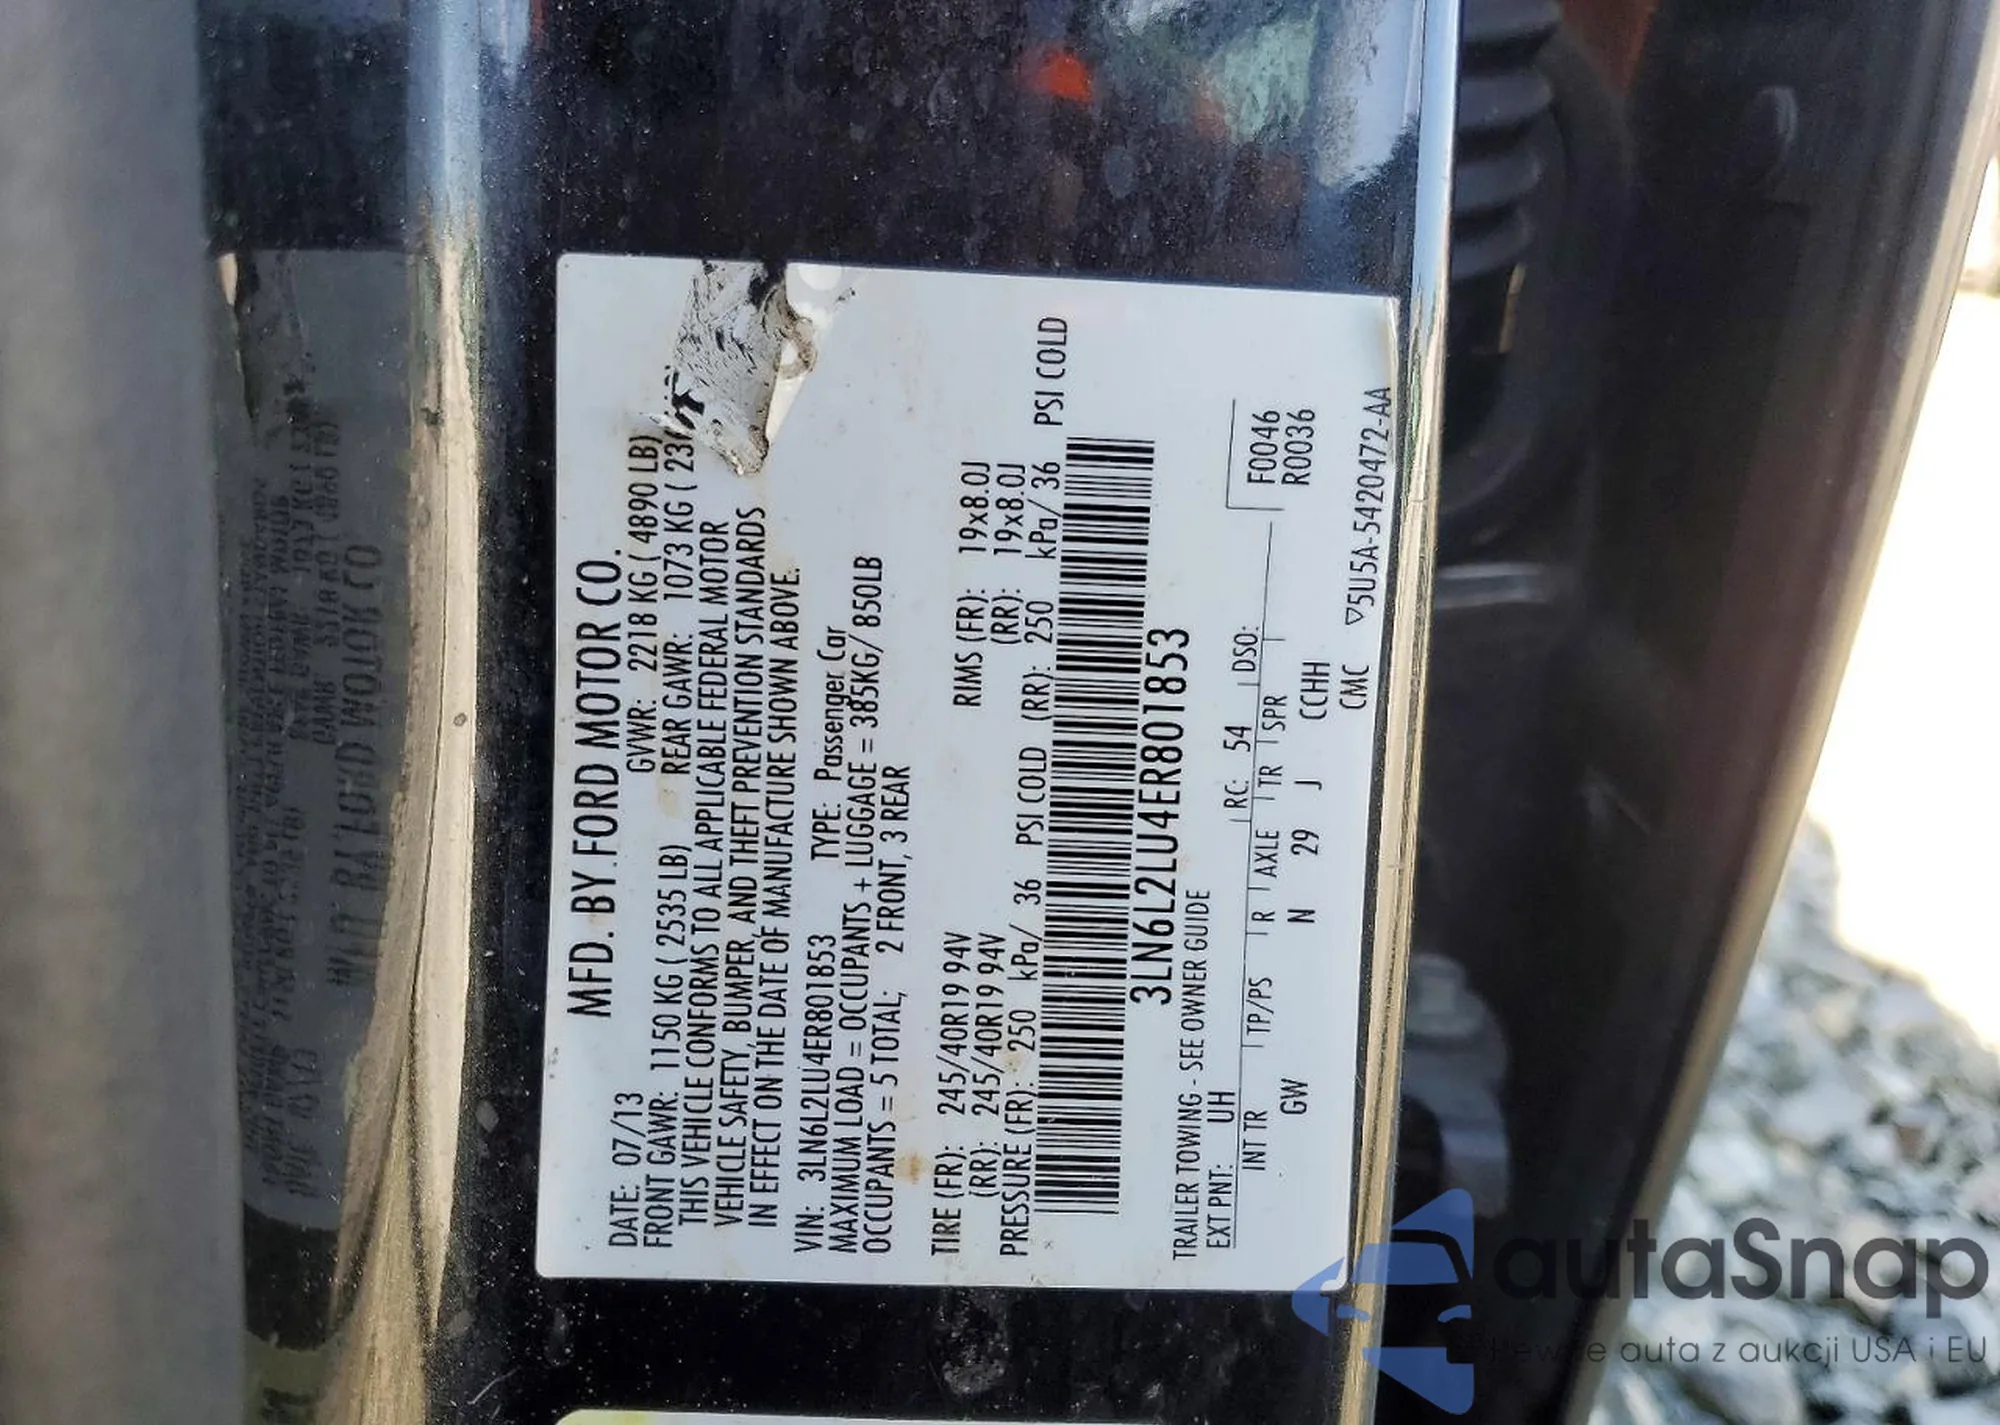 MFD. BY FORD MOTOR CO.
DATE: 07/13 GVWR: 2218 KG ( 4890 LB)
FRONT GAWR: 1150 KG ( 2535 LB) REAR GAWR: 1073 KG (
THIS VEHICLE CONFORMS TO ALL APPLICABLE FEDERAL MOTOR
VEHICLE SAFETY, BUMPER, AND THEFT PREVENTION STANDARDS
IN EFFECT ON THE DATE OF MANUFACTURE SHOWN ABOVE.
VIN: 3LN6L2LU4ER801853 TYPE: Passenger Car
MAXIMUM LOAD = OCCUPANTS + LUGGAGE = 385KG/ 850LB
OCCUPANTS = 5 TOTAL; 2 FRONT, 3 REAR
TIRE (FR): 245/40R19 94V RIMS (FR): 19x8.0J
(RR): 245/40R19 94V (RR): 19x8.0J
PRESSURE (FR): 250 kPa/ 36 PSI COLD (RR): 250 kPa/ 36 PSI COLD
3LN6L2LU4ER801853
TRAILER TOWING - SEE OWNER GUIDE
EXT PNT: UH RC: 54 DSO:
INT TR TP/PS R AXLE TR SPR F0046
GW N 29 J CCHH R0036
CMC ▽5U5A-5420472-AA
autaSnap
auta z aukcji USA i EU